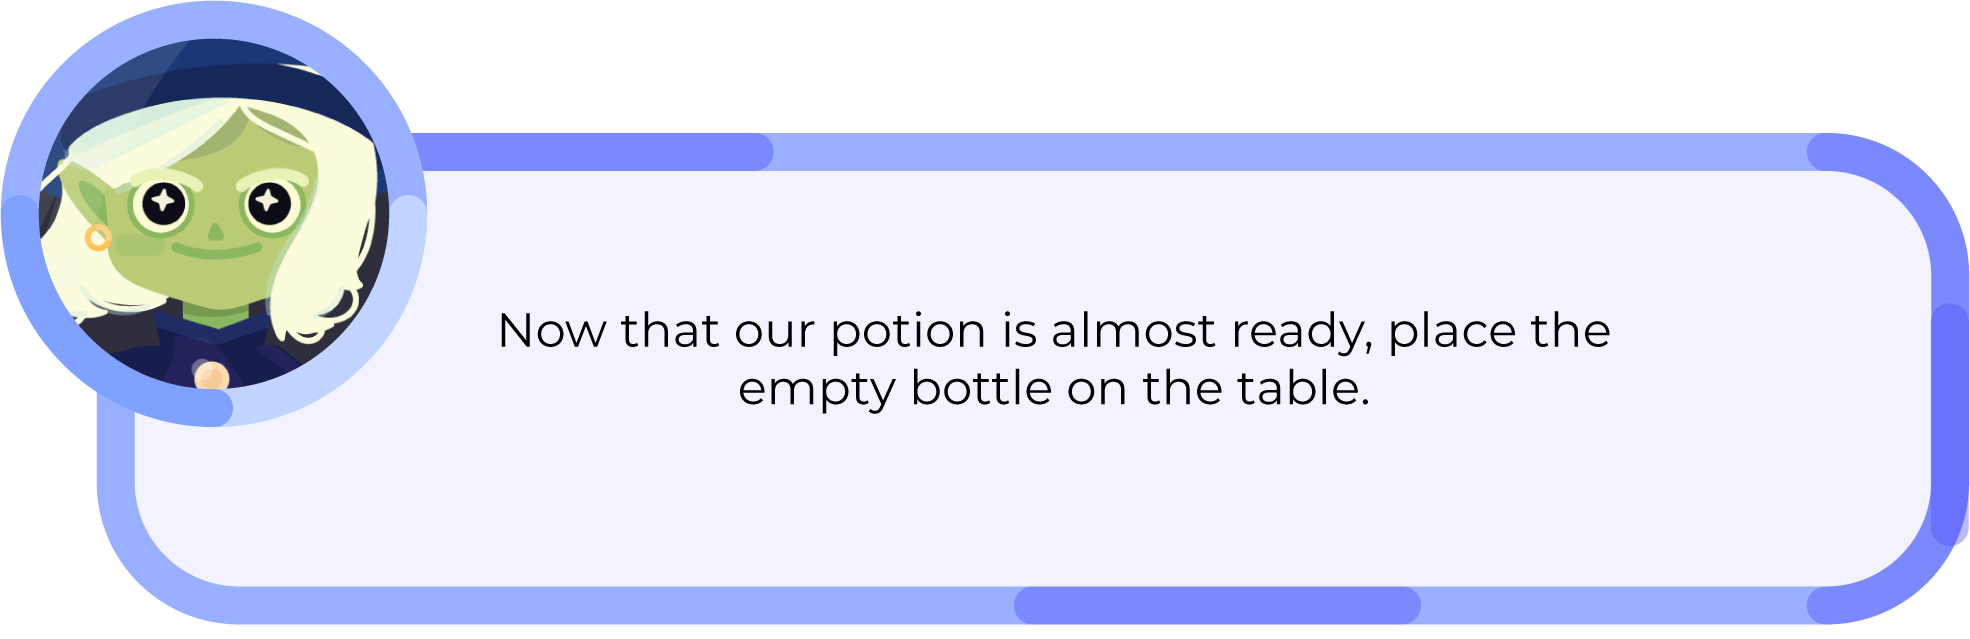 Now that our potion is almost ready, place the
empty bottle on the table.